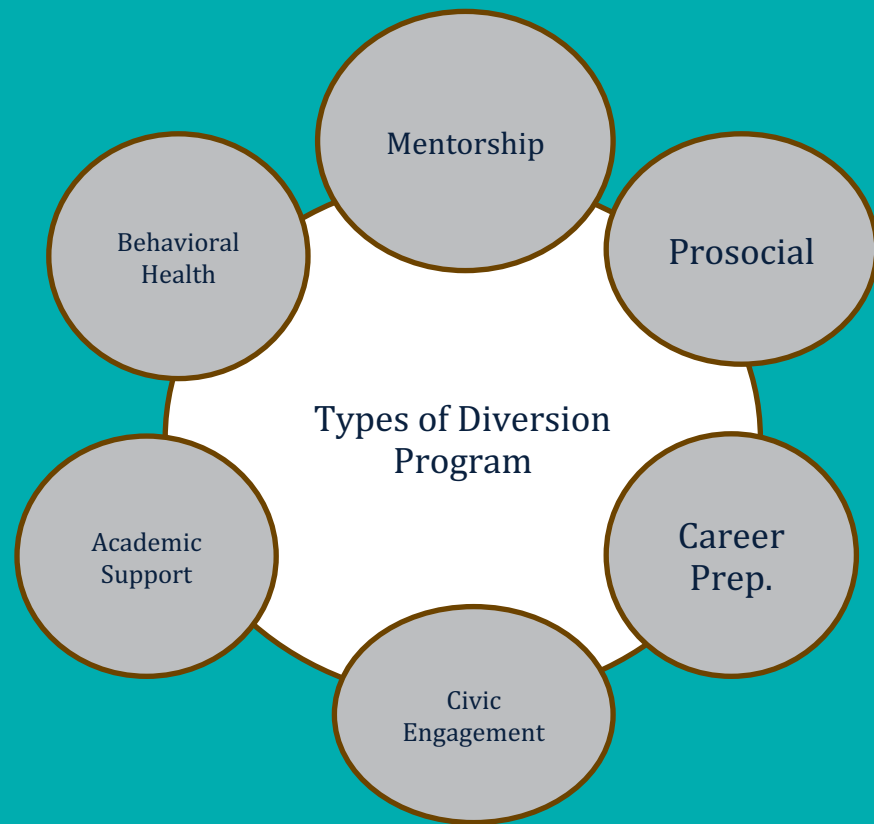 Mentorship
Prosocial
Behavioral
Health
Types of Diversion
Program
Career
Prep.
Academic
Support
Civic
Engagement